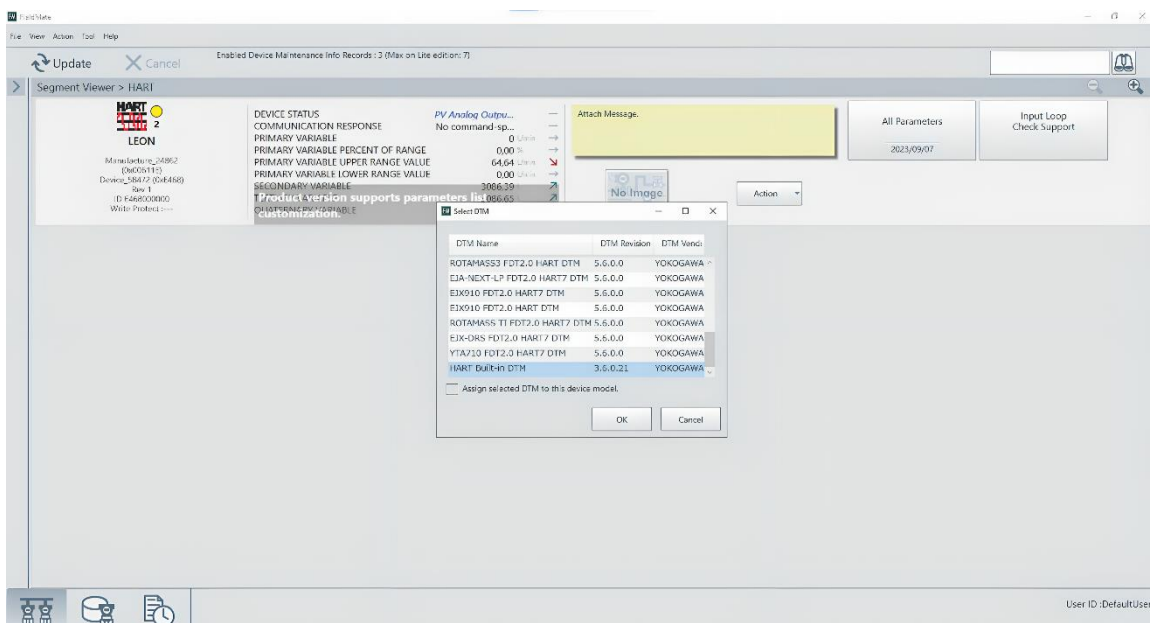 FieldMate
File View Action Tool Help
Update
Cancel
Enabled Device Maintenance Info Records : 3 (Max on Lite edition: 7)
Segment Viewer > HART
HART
2
LEON
Manufacture_24862
Rev 1
ID E468000000
Write Protect :---
DEVICE STATUS PV Analog Outpu... ---
COMMUNICATION RESPONSE No command-sp... ---
PRIMARY VARIABLE 0
PRIMARY VARIABLE PERCENT OF RANGE 0,00 %
PRIMARY VARIABLE UPPER RANGE VALUE 64,64
PRIMARY VARIABLE LOWER RANGE VALUE 0,00
SECONDARY VARIABLE 3086,39
Product version supports parameters list
customization.
Attach Message.
No Image
Action
All Parameters
2023/09/07
Input Loop
Check Support
Select DTM
DTM Name DTM Revision DTM Vend
ROTAMASS3 FDT2.0 HART DTM 5.6.0.0 YOKOGAWA
EJA-NEXT-LP FDT2.0 HART7 DTM 5.6.0.0 YOKOGAWA
EJX910 FDT2.0 HART7 DTM 5.6.0.0 YOKOGAWA
EJX910 FDT2.0 HART DTM 5.6.0.0 YOKOGAWA
ROTAMASS TI FDT2.0 HART7 DTM 5.6.0.0 YOKOGAWA
EJX-DRS FDT2.0 HART7 DTM 5.6.0.0 YOKOGAWA
YTA710 FDT2.0 HART7 DTM 5.6.0.0 YOKOGAWA
HART Built-in DTM 3.6.0.21 YOKOGAWA
Assign selected DTM to this device model.
OK
Cancel
User ID :DefaultUser